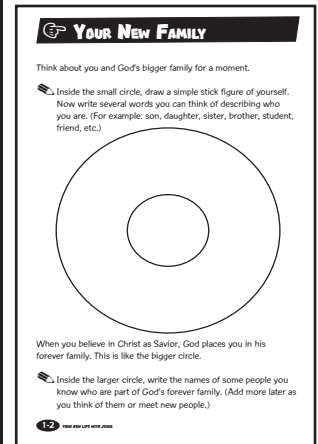 YOUR NEW FAMILY
Think about you and God's bigger family for a moment.
Inside the small circle, draw a simple stick figure of yourself.
Now write several words you can think of describing who
you are. (For example: son, daughter, sister, brother, student,
friend, etc.)
When you believe in Christ as Savior, God places you in his
forever family. This is like the bigger circle.
Inside the larger circle, write the names of some people you
know who are part of God's forever family. (Add more later as
you think of them or meet new people.)
1-2 YOUR NEW LIFE WITH JESUS